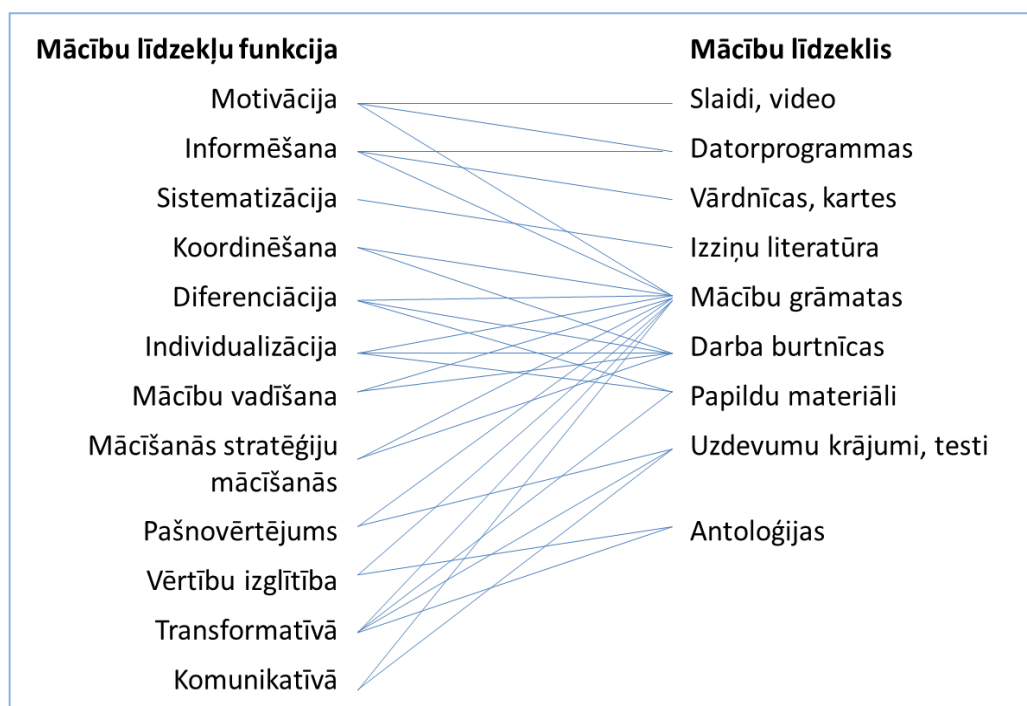 Mācību līdzekļu funkcija
Motivācija
Informēšana
Sistematizācija
Koordinēšana
Diferenciācija
Individualizācija
Mācību vadīšana
Mācīšanās stratēģiju
mācīšanās
Pašnovērtējums
Vērtību izglītība
Transformatīvā
Komunikatīvā
Mācību līdzeklis
Slaidi, video
Datorprogrammas
Vārdnīcas, kartes
Izziņu literatūra
Mācību grāmatas
Darba burtnīcas
Papildu materiāli
Uzdevumu krājumi, testi
Antoloģijas